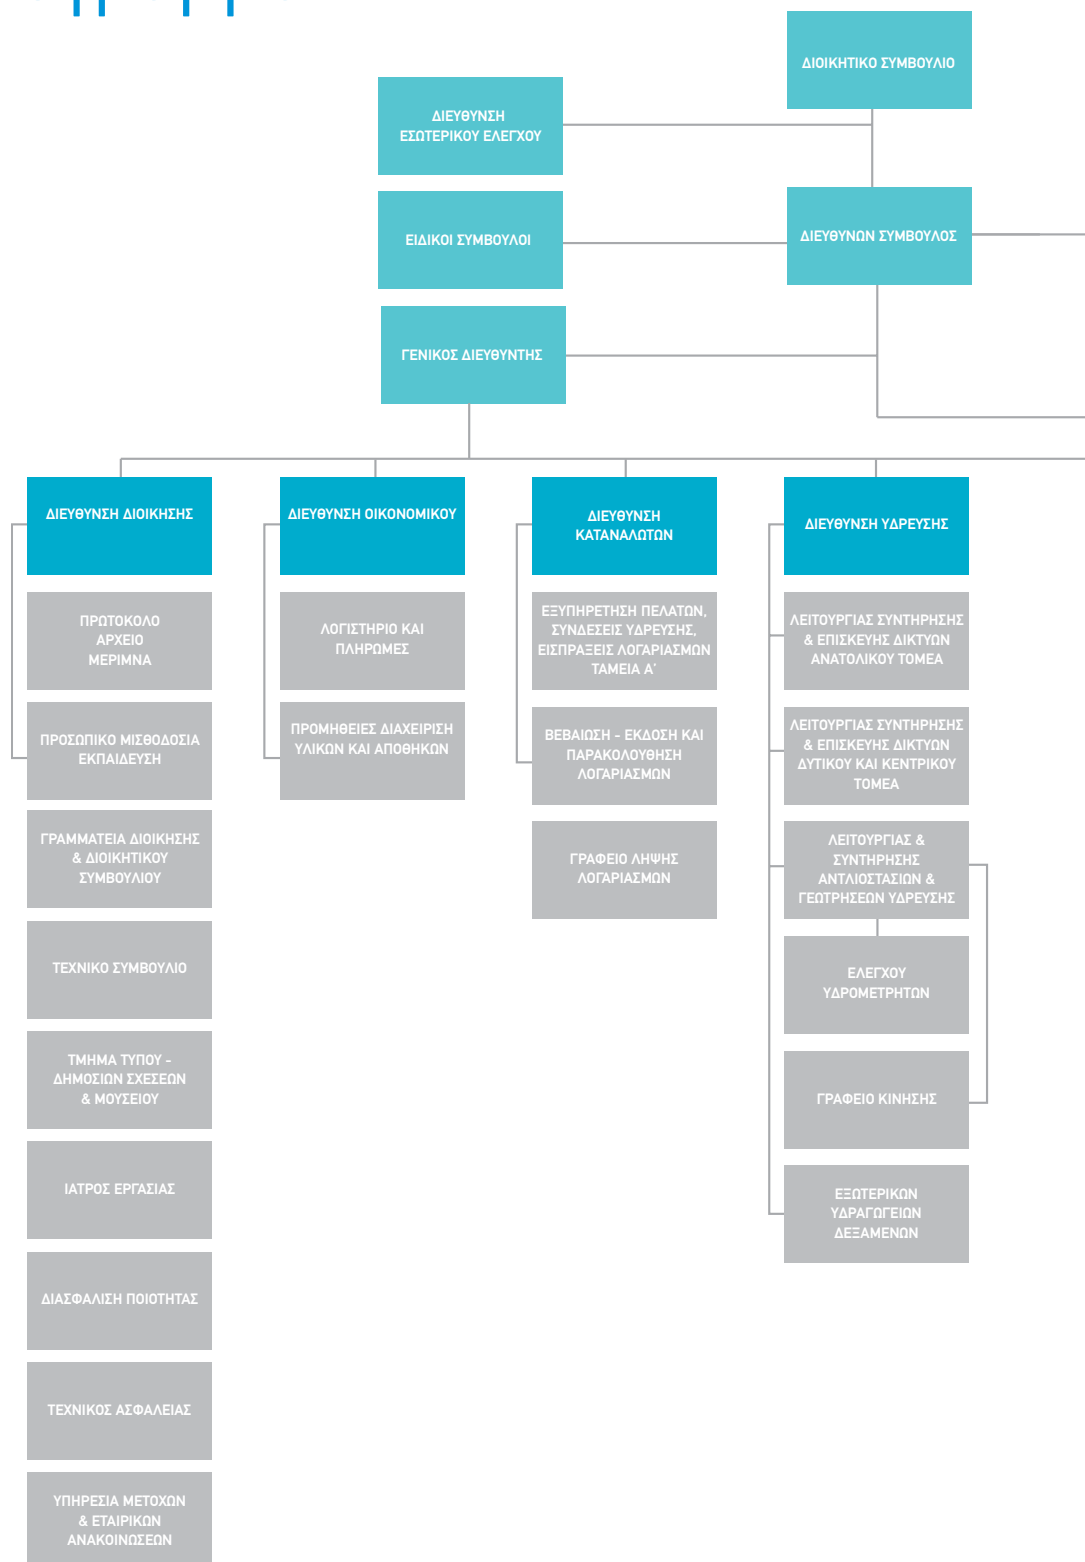 ΔΙΟΙΚΗΤΙΚΟ ΣΥΜΒΟΥΛΙΟ
ΔΙΕΥΘΥΝΣΗ
ΕΣΩΤΕΡΙΚΟΥ ΕΛΕΓΧΟΥ
ΕΙΔΙΚΟΙ ΣΥΜΒΟΥΛΟΙ
ΔΙΕΥΘΥΝΩΝ ΣΥΜΒΟΥΛΟΣ
ΓΕΝΙΚΟΣ ΔΙΕΥΘΥΝΤΗΣ
ΔΙΕΥΘΥΝΣΗ ΔΙΟΙΚΗΣΗΣ
ΠΡΩΤΟΚΟΛΟ
ΑΡΧΕΙΟ
ΜΕΡΙΜΝΑ
ΠΡΟΣΩΠΙΚΟ ΜΙΣΘΟΔΟΣΙΑ
ΕΚΠΑΙΔΕΥΣΗ
ΓΡΑΜΜΑΤΕΙΑ ΔΙΟΙΚΗΣΗΣ
& ΔΙΟΙΚΗΤΙΚΟΥ
ΣΥΜΒΟΥΛΙΟΥ
ΤΕΧΝΙΚΟ ΣΥΜΒΟΥΛΙΟ
ΤΜΗΜΑ ΤΥΠΟΥ -
ΔΗΜΟΣΙΩΝ ΣΧΕΣΕΩΝ
& ΜΟΥΣΕΙΟΥ
ΙΑΤΡΟΣ ΕΡΓΑΣΙΑΣ
ΔΙΑΣΦΑΛΙΣΗ ΠΟΙΟΤΗΤΑΣ
ΤΕΧΝΙΚΟΣ ΑΣΦΑΛΕΙΑΣ
ΥΠΗΡΕΣΙΑ ΜΕΤΟΧΩΝ
& ΕΤΑΙΡΙΚΩΝ
ΑΝΑΚΟΙΝΩΣΕΩΝ
ΔΙΕΥΘΥΝΣΗ ΟΙΚΟΝΟΜΙΚΟΥ
ΛΟΓΙΣΤΗΡΙΟ ΚΑΙ
ΠΛΗΡΩΜΕΣ
ΠΡΟΜΗΘΕΙΕΣ ΔΙΑΧΕΙΡΙΣΗ
ΥΛΙΚΩΝ ΚΑΙ ΑΠΟΘΗΚΩΝ
ΔΙΕΥΘΥΝΣΗ
ΚΑΤΑΝΑΛΩΤΩΝ
ΕΞΥΠΗΡΕΤΗΣΗ ΠΕΛΑΤΩΝ,
ΣΥΝΔΕΣΕΙΣ ΥΔΡΕΥΣΗΣ,
ΕΙΣΠΡΑΞΕΙΣ ΛΟΓΑΡΙΑΣΜΩΝ
ΤΑΜΕΙΑ Α΄
ΒΕΒΑΙΩΣΗ - ΕΚΔΟΣΗ ΚΑΙ
ΠΑΡΑΚΟΛΟΥΘΗΣΗ
ΛΟΓΑΡΙΑΣΜΩΝ
ΓΡΑΦΕΙΟ ΛΗΨΗΣ
ΛΟΓΑΡΙΑΣΜΩΝ
ΔΙΕΥΘΥΝΣΗ ΥΔΡΕΥΣΗΣ
ΛΕΙΤΟΥΡΓΙΑΣ ΣΥΝΤΗΡΗΣΗΣ
& ΕΠΙΣΚΕΥΗΣ ΔΙΚΤΥΩΝ
ΑΝΑΤΟΛΙΚΟΥ ΤΟΜΕΑ
ΛΕΙΤΟΥΡΓΙΑΣ ΣΥΝΤΗΡΗΣΗΣ
& ΕΠΙΣΚΕΥΗΣ ΔΙΚΤΥΩΝ
ΔΥΤΙΚΟΥ ΚΑΙ ΚΕΝΤΡΙΚΟΥ
ΤΟΜΕΑ
ΛΕΙΤΟΥΡΓΙΑΣ &
ΣΥΝΤΗΡΗΣΗΣ
ΑΝΤΛΙΟΣΤΑΣΙΩΝ &
ΓΕΩΤΡΗΣΕΩΝ ΥΔΡΕΥΣΗΣ
ΕΛΕΓΧΟΥ
ΥΔΡΟΜΕΤΡΗΤΩΝ
ΓΡΑΦΕΙΟ ΚΙΝΗΣΗΣ
ΕΞΩΤΕΡΙΚΩΝ
ΥΔΡΑΓΩΓΕΙΩΝ
ΔΕΞΑΜΕΝΩΝ